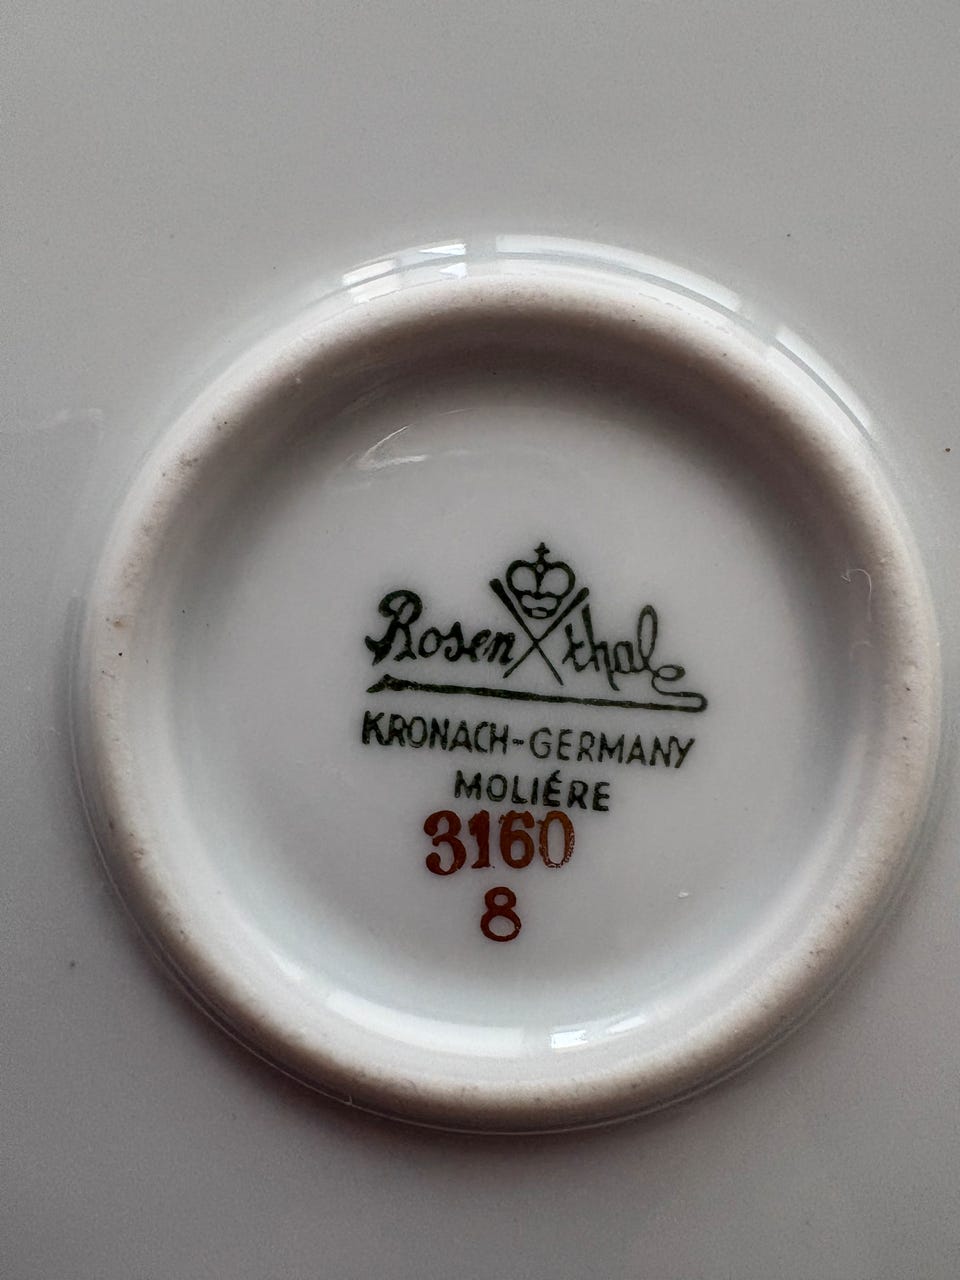 Rosenthal
KRONACH-GERMANY
MOLIÉRE
3160
8